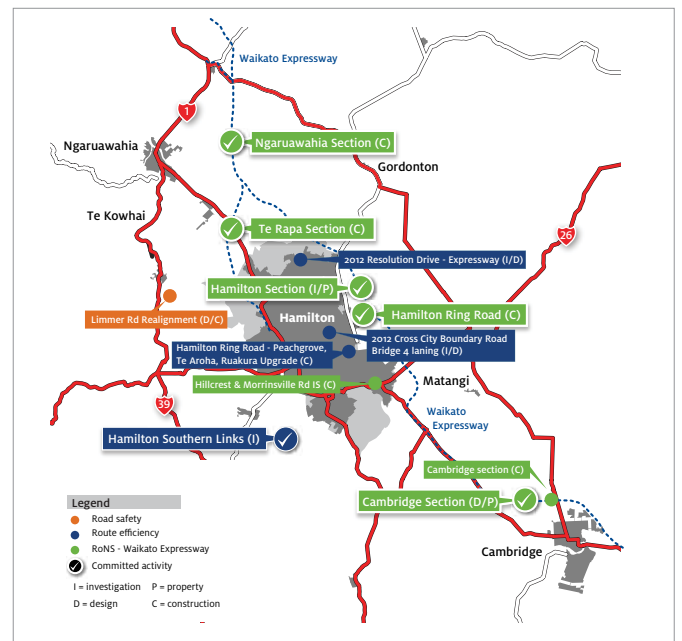 Waikato Expressway
1
Ngaruawahia
Ngaruawahia Section (C)
Gordonton
Te Kowhai
Te Rapa Section (C)
26
2012 Resolution Drive - Expressway (I/D)
Hamilton Section (I/P)
Limmer Rd Realignment (D/C)
Hamilton
Hamilton Ring Road (C)
2012 Cross City Boundary Road
Bridge 4 laning (I/D)
Hamilton Ring Road - Peachgrove,
Te Aroha, Ruakura Upgrade (C)
Hillcrest & Morrinsville Rd IS (C)
Matangi
39
Waikato
Expressway
Hamilton Southern Links (I)
Cambridge section (C)
Cambridge Section (D/P)
Cambridge
Legend
Road safety
Route efficiency
RoNS - Waikato Expressway
Committed activity
I = investigation P = property
D = design C = construction